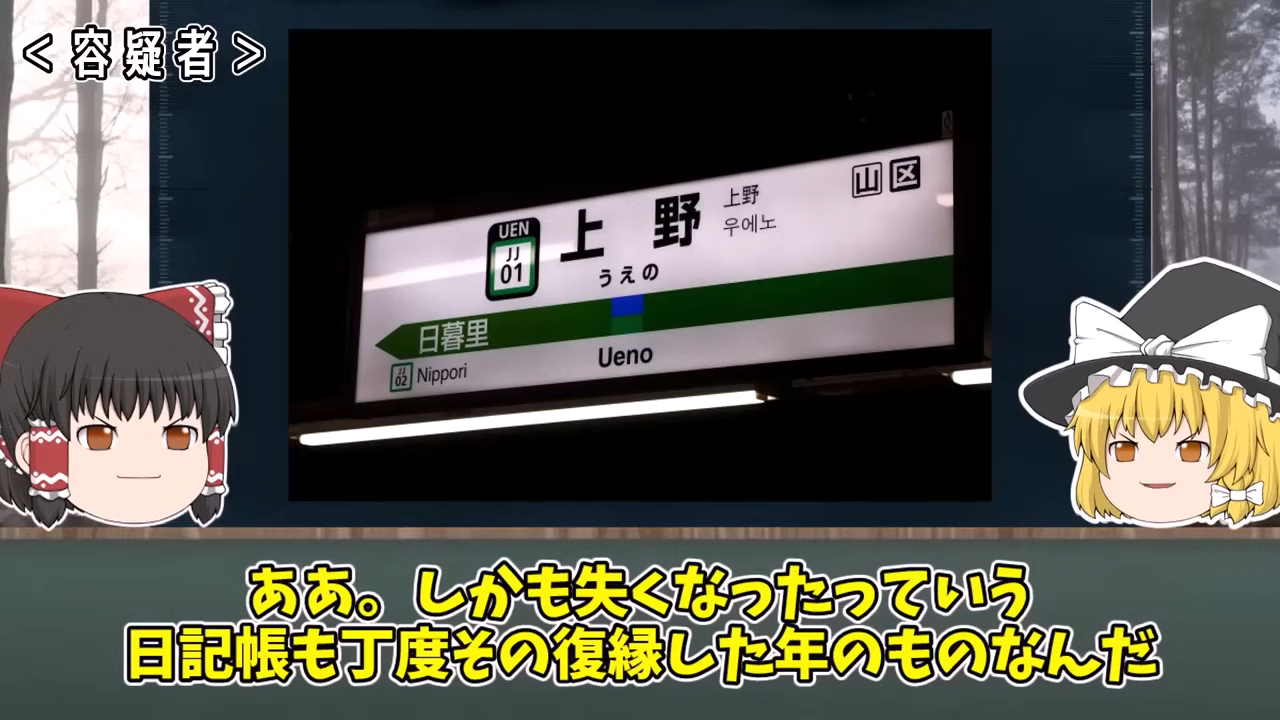 <容疑者>
山区
UEN
JJ
01
上野
上野
우에노
うえの
日暮里
JJ
02
Nippori
Ueno
ああ。しかも失くなったっていう
日記帳も丁度その復縁した年のものなんだ